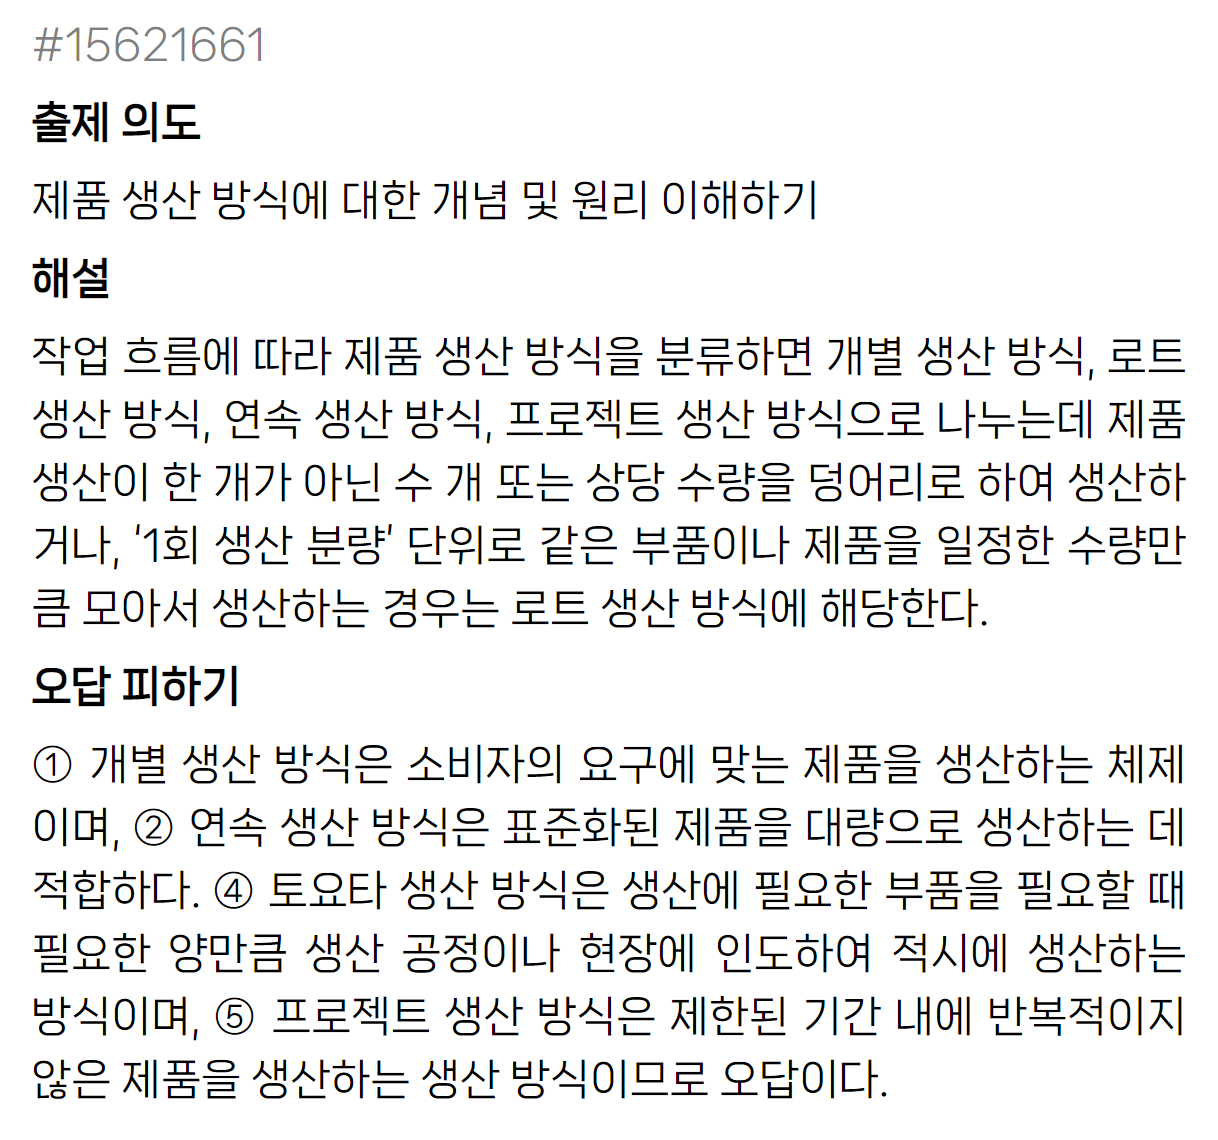 #15621661
출제 의도
제품 생산 방식에 대한 개념 및 원리 이해하기
해설
작업 흐름에 따라 제품 생산 방식을 분류하면 개별 생산 방식, 로트
생산 방식, 연속 생산 방식, 프로젝트 생산 방식으로 나누는데 제품
생산이 한 개가 아닌 수 개 또는 상당 수량을 덩어리로 하여 생산하
거나, ‘1회 생산 분량’ 단위로 같은 부품이나 제품을 일정한 수량만
큼 모아서 생산하는 경우는 로트 생산 방식에 해당한다.
오답 피하기
① 개별 생산 방식은 소비자의 요구에 맞는 제품을 생산하는 체제
이며, ② 연속 생산 방식은 표준화된 제품을 대량으로 생산하는 데
적합하다. ④ 토요타 생산 방식은 생산에 필요한 부품을 필요할 때
필요한 양만큼 생산 공정이나 현장에 인도하여 적시에 생산하는
방식이며, ⑤ 프로젝트 생산 방식은 제한된 기간 내에 반복적이지
않은 제품을 생산하는 생산 방식이므로 오답이다.